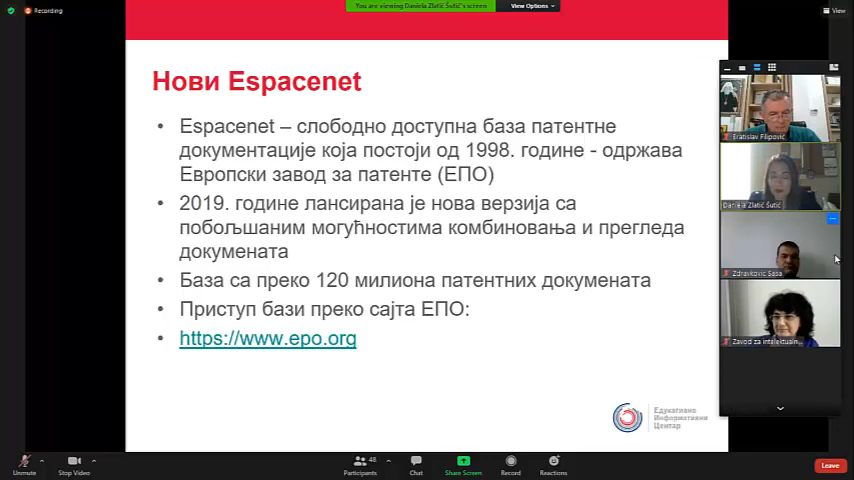 Recording
You are viewing Daniela Zlatić Šutić's screen
View Options
View
Нови Espacenet
• Espacenet – слободно доступна база патентне
документације која постоји од 1998. године - одржава
Европски завод за патенте (ЕПО)
• 2019. године лансирана је нова верзија са
побољшаним могућностима комбиновања и прегледа
докумената
• База са преко 120 милиона патентних докумената
• Приступ бази преко сајта ЕПО:
• https://www.epo.org
Едукативно
Информативни
Центар
Bratislav Filipovic
Daniela Zlatić Šutić
Zdravkovic Sasa
Zavod za intelektualn...
Unmute
Stop Video
48
Participants
Chat
Share Screen
Record
Reactions
Leave